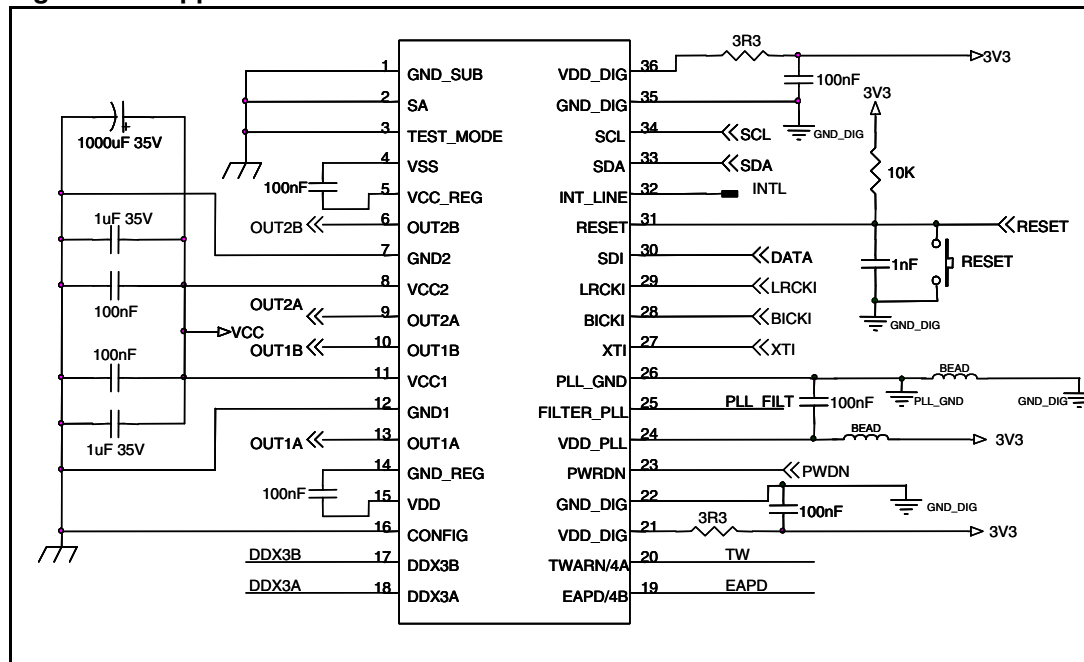 3R3
3V3
100nF
GND_DIG
3V3
10K
1000uF 35V
1 GND_SUB VDD_DIG 36
2 SA GND_DIG 35
3 TEST_MODE SCL 34 SCL
4 VSS SDA 33 SDA
100nF
5 VCC_REG INT_LINE 32 INTL
OUT2B 6 OUT2B RESET 31 RESET
1uF 35V
7 GND2 SDI 30 DATA
1nF
RESET
8 VCC2 LRCKI 29 LRCKI
100nF
OUT2A 9 OUT2A BICKI 28 BICKI
GND_DIG
VCC
OUT1B 10 OUT1B XTI 27 XTI
100nF
11 VCC1 PLL_GND 26
BEAD
PLL_GND
GND_DIG
12 GND1 FILTER_PLL 25 PLL_FILT
100nF
1uF 35V
OUT1A 13 OUT1A VDD_PLL 24
BEAD
3V3
14 GND_REG PWRDN 23 PWDN
100nF
15 VDD GND_DIG 22
100nF
GND_DIG
16 CONFIG VDD_DIG 21 3R3 3V3
DDX3B 17 DDX3B TWARN/4A 20 TW
DDX3A 18 DDX3A EAPD/4B 19 EAPD